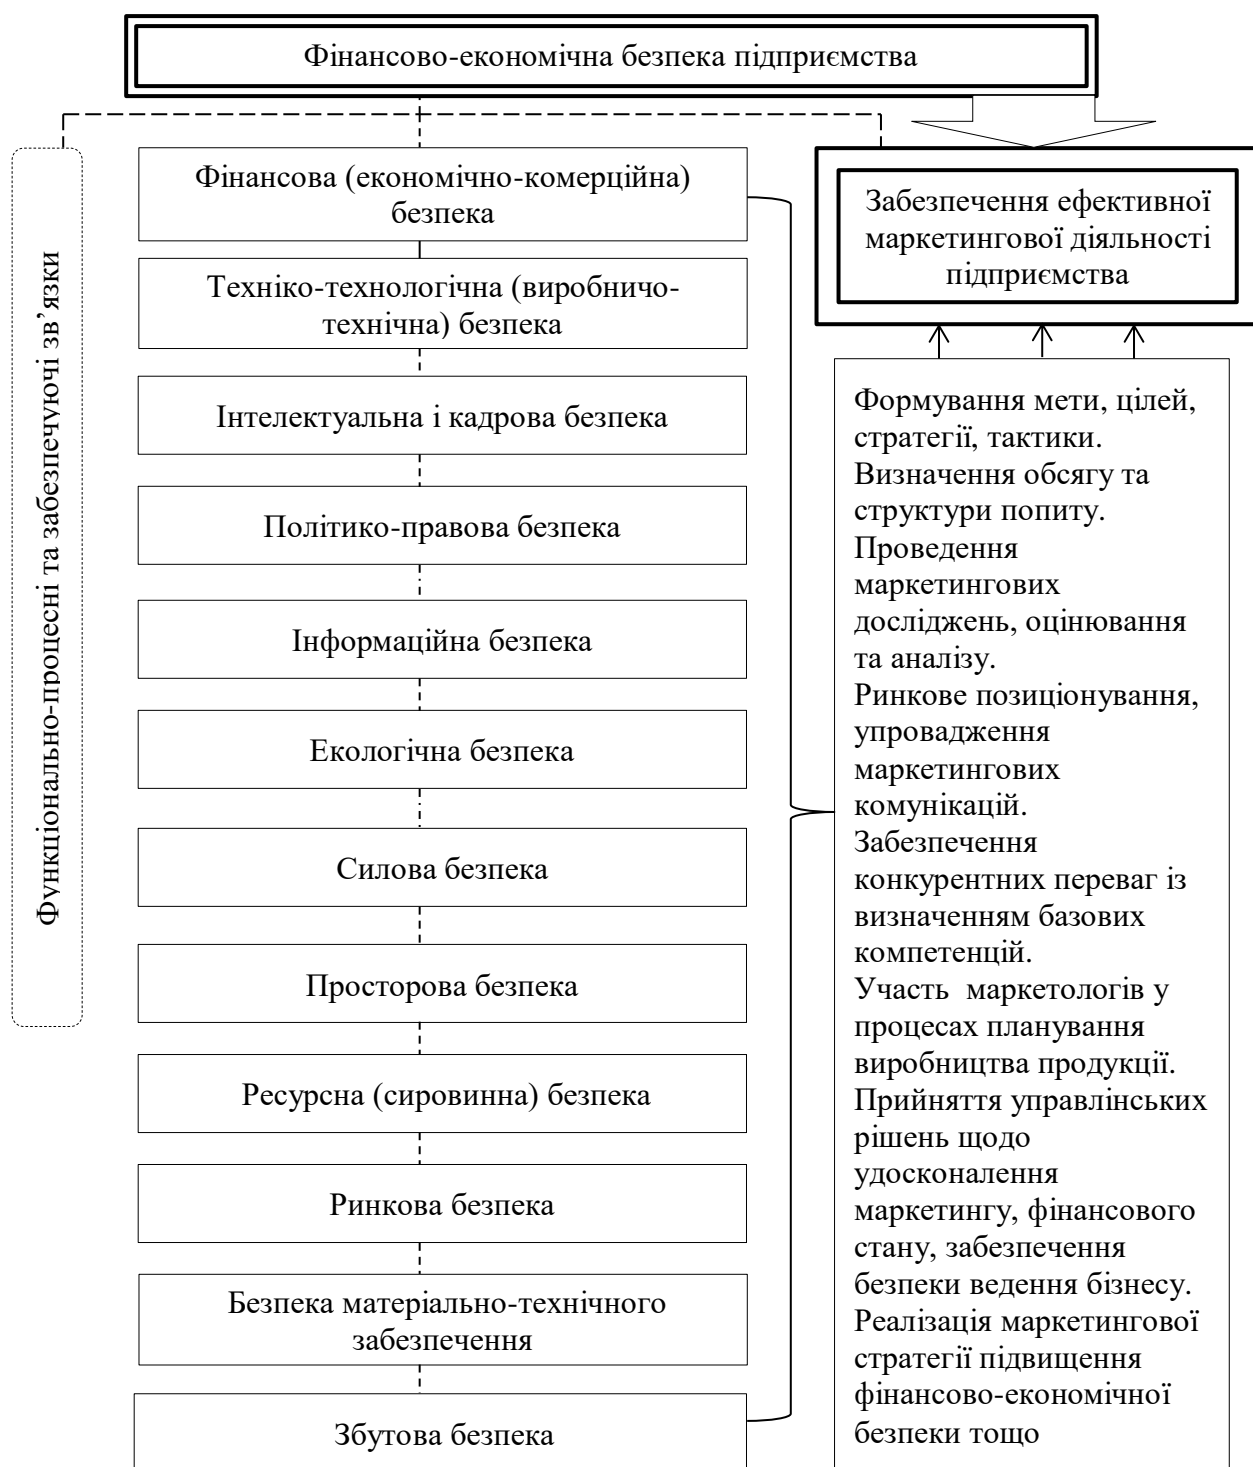 Фінансово-економічна безпека підприємства
Функціонально-процесні та забезпечуючі зв’язки
Фінансова (економічно-комерційна)
безпека
Техніко-технологічна (виробничо-
технічна) безпека
Інтелектуальна і кадрова безпека
Політико-правова безпека
Інформаційна безпека
Екологічна безпека
Силова безпека
Просторова безпека
Ресурсна (сировинна) безпека
Ринкова безпека
Безпека матеріально-технічного
забезпечення
Збутова безпека
Забезпечення ефективної
маркетингової діяльності
підприємства
Формування мети, цілей,
стратегії, тактики.
Визначення обсягу та
структури попиту.
Проведення
маркетингових
досліджень, оцінювання
та аналізу.
Ринкове позиціонування,
упровадження
маркетингових
комунікацій.
Забезпечення
конкурентних переваг із
визначенням базових
компетенцій.
Участь  маркетологів у
процесах планування
виробництва продукції.
Прийняття управлінських
рішень щодо
удосконалення
маркетингу, фінансового
стану, забезпечення
безпеки ведення бізнесу.
Реалізація маркетингової
стратегії підвищення
фінансово-економічної
безпеки тощо